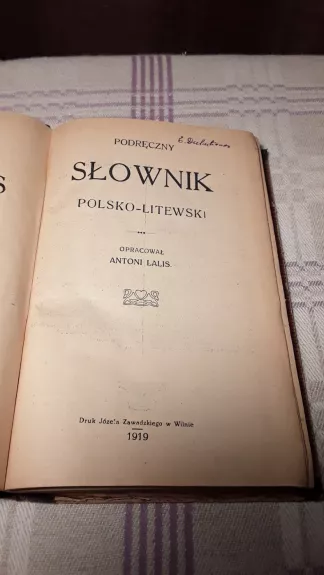 PODRĘCZNY
SŁOWNIK
POLSKO-LITEWSKI
OPRACOWAŁ
ANTONI LALIS.
Druk Józefa Zawadzkiego w Wilnie
1919
S